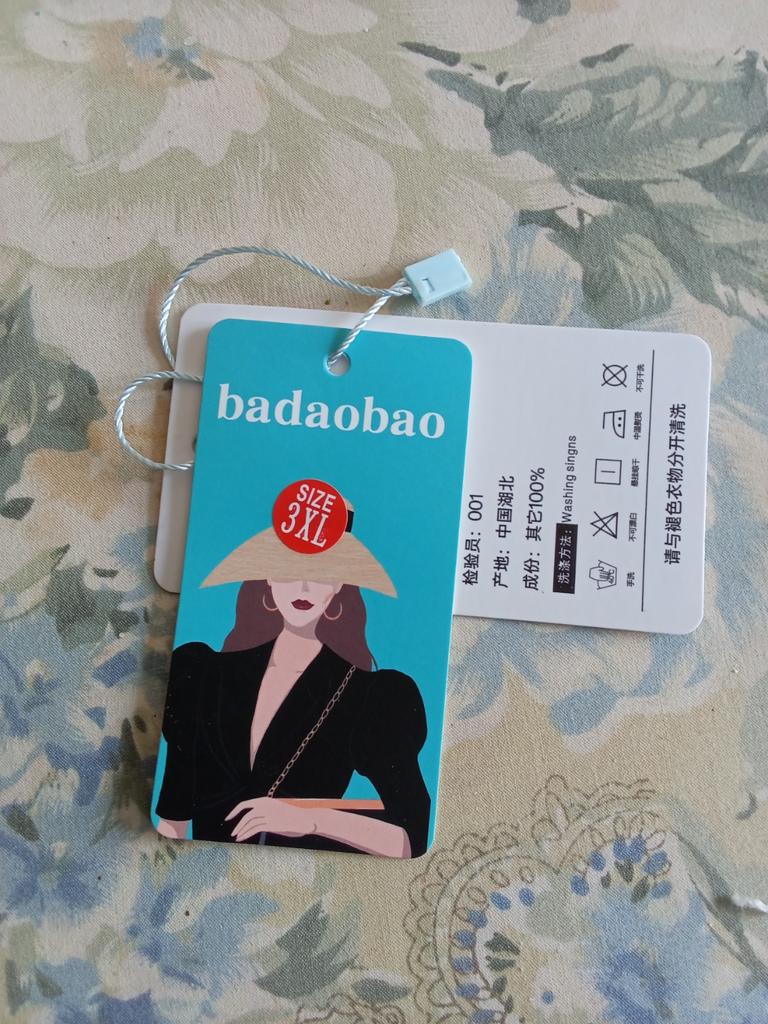 badaobao
SIZE
3XL
检验员：001
产地：中国湖北
成份：其它100%
洗涤方法：Washing singns
手洗
不可漂白
悬挂晾干
中温熨烫
不可干洗
请与褪色衣物分开清洗